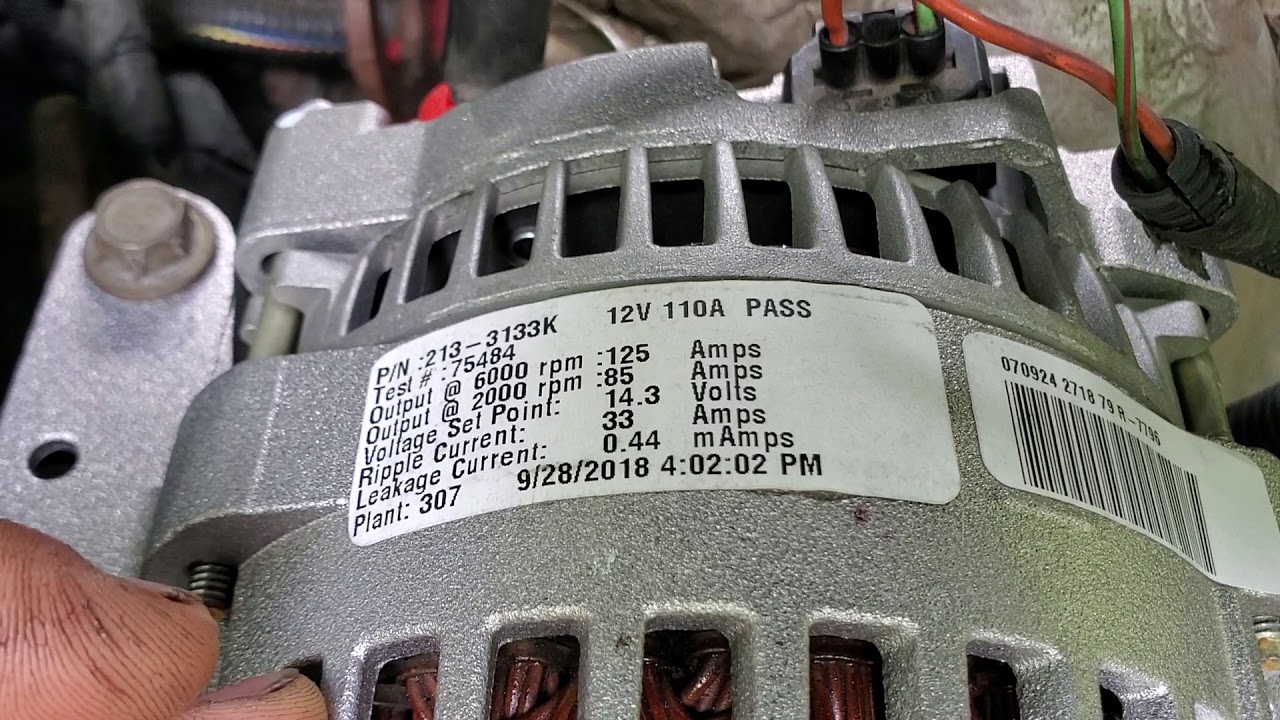 12V 110A PASS
P/N :213-3133K
Test # :75484
Output @ 6000 rpm :125 Amps
Output @ 2000 rpm :85 Amps
Voltage Set Point: 14.3 Volts
Ripple Current: 33 Amps
Leakage Current: 0.44 mAmps
Plant: 307 9/28/2018 4:02:02 PM
070924 2718 79 R-7796